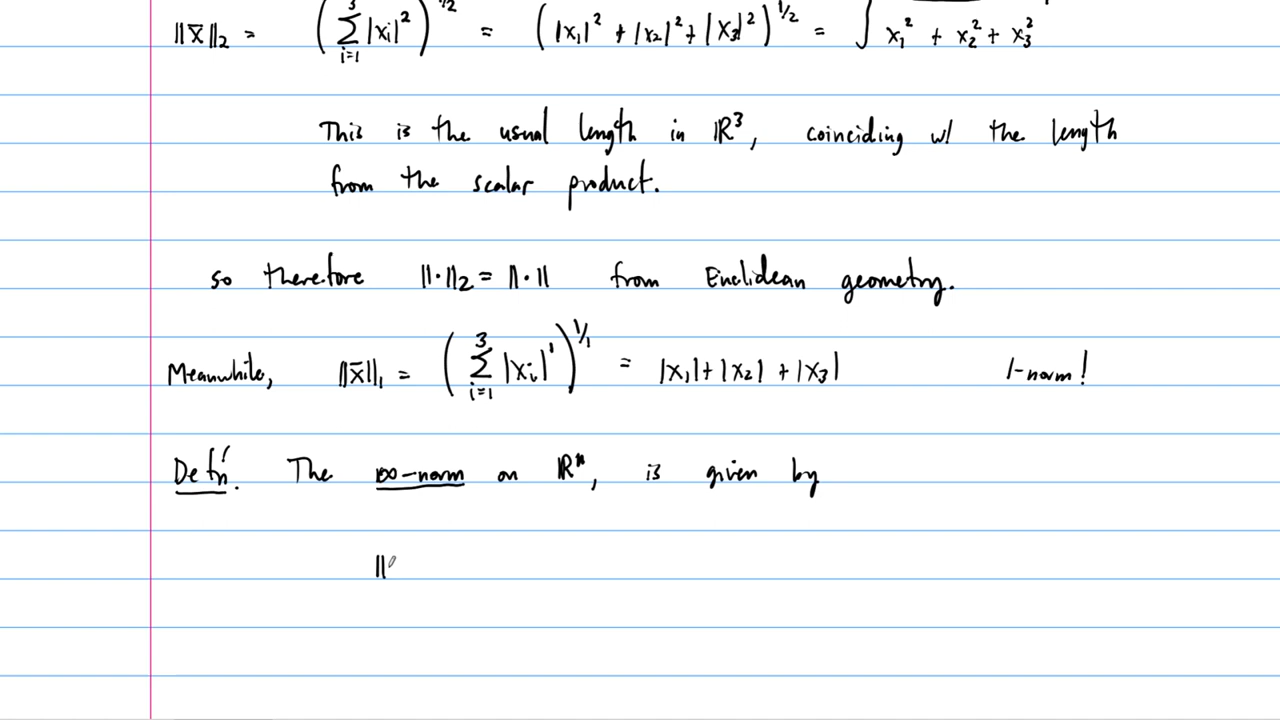 ‖x̄‖₂ = (∑_{i=1}^{3} |xi|²)^{1/2} = (|x₁|² + |x₂|² + |x₃|²)^{1/2} = √(x₁² + x₂² + x₃²)
This is the usual length in ℝ³, coinciding w/ the length
from the scalar product.
so therefore ‖·‖₂ = ‖·‖ from Euclidean geometry.
Meanwhile, ‖x̄‖₁ = (∑_{i=1}^{3} |xi|¹)^{1/1} = |x₁| + |x₂| + |x₃| 1-norm!
Def'n: The ∞-norm on ℝⁿ, is given by
‖